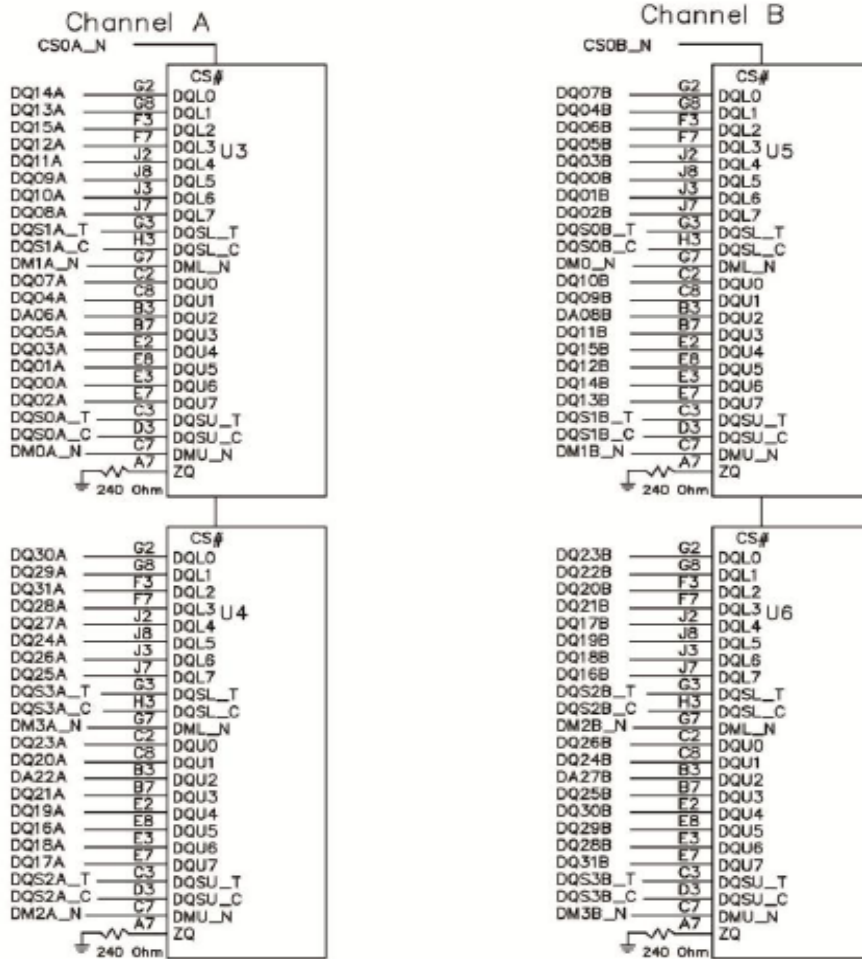 Channel A
CS0A_N
CS#
DQ14A G2 DQL0
DQ13A G8 DQL1
DQ15A F3 DQL2
DQ12A F7 DQL3 U3
DQ11A J2 DQL4
DQ09A J8 DQL5
DQ10A J3 DQL6
DQ08A J7 DQL7
DQS1A_T G3 DQSL_T
DQS1A_C H3 DQSL_C
DM1A_N G7 DML_N
DQ07A C2 DQU0
DQ04A C8 DQU1
DA06A B3 DQU2
DQ05A B7 DQU3
DQ03A E2 DQU4
DQ01A E8 DQU5
DQ00A E3 DQU6
DQ02A E7 DQU7
DQS0A_T C3 DQSU_T
DQS0A_C D3 DQSU_C
DM0A_N C7 DMU_N
A7 ZQ
240 Ohm
CS#
DQ30A G2 DQL0
DQ29A G8 DQL1
DQ31A F3 DQL2
DQ28A F7 DQL3 U4
DQ27A J2 DQL4
DQ24A J8 DQL5
DQ26A J3 DQL6
DQ25A J7 DQL7
DQS3A_T G3 DQSL_T
DQS3A_C H3 DQSL_C
DM3A_N G7 DML_N
DQ23A C2 DQU0
DQ20A C8 DQU1
DA22A B3 DQU2
DQ21A B7 DQU3
DQ19A E2 DQU4
DQ16A E8 DQU5
DQ18A E3 DQU6
DQ17A E7 DQU7
DQS2A_T C3 DQSU_T
DQS2A_C D3 DQSU_C
DM2A_N C7 DMU_N
A7 ZQ
240 Ohm
Channel B
CS0B_N
CS#
DQ07B G2 DQL0
DQ04B G8 DQL1
DQ06B F3 DQL2
DQ05B F7 DQL3 U5
DQ03B J2 DQL4
DQ00B J8 DQL5
DQ01B J3 DQL6
DQ02B J7 DQL7
DQS0B_T G3 DQSL_T
DQS0B_C H3 DQSL_C
DM0_N G7 DML_N
DQ10B C2 DQU0
DQ09B C8 DQU1
DA08B B3 DQU2
DQ11B B7 DQU3
DQ15B E2 DQU4
DQ12B E8 DQU5
DQ14B E3 DQU6
DQ13B E7 DQU7
DQS1B_T C3 DQSU_T
DQS1B_C D3 DQSU_C
DM1B_N C7 DMU_N
A7 ZQ
240 Ohm
CS#
DQ23B G2 DQL0
DQ22B G8 DQL1
DQ20B F3 DQL2
DQ21B F7 DQL3 U6
DQ17B J2 DQL4
DQ19B J8 DQL5
DQ18B J3 DQL6
DQ16B J7 DQL7
DQS2B_T G3 DQSL_T
DQS2B_C H3 DQSL_C
DM2B_N G7 DML_N
DQ26B C2 DQU0
DQ24B C8 DQU1
DA27B B3 DQU2
DQ25B B7 DQU3
DQ30B E2 DQU4
DQ29B E8 DQU5
DQ28B E3 DQU6
DQ31B E7 DQU7
DQS3B_T C3 DQSU_T
DQS3B_C D3 DQSU_C
DM3B_N C7 DMU_N
A7 ZQ
240 Ohm